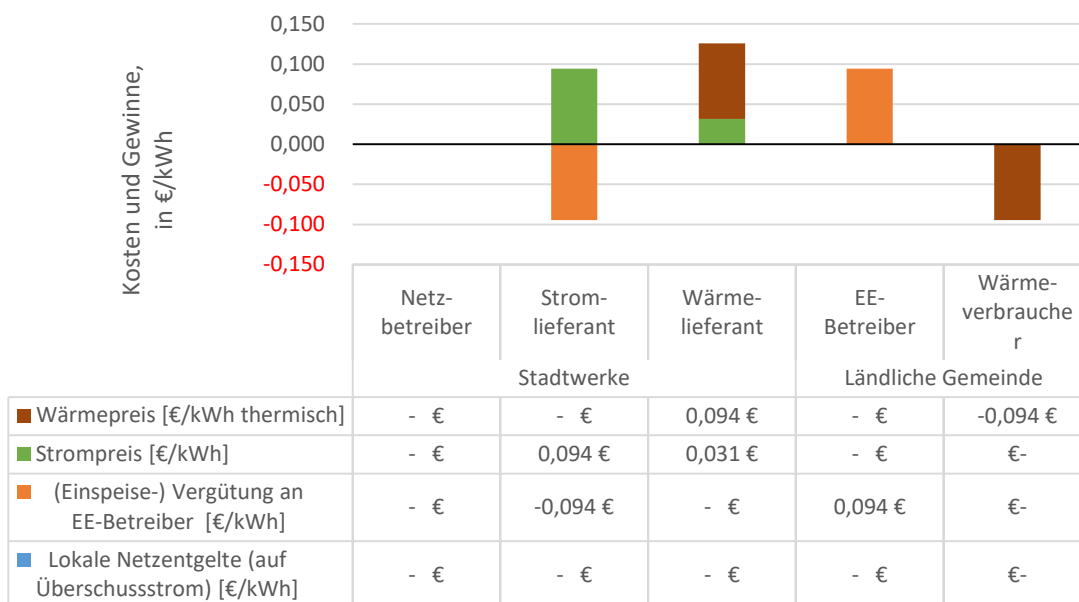 Kosten und Gewinne,
in €/kWh
0,150
0,100
0,050
0,000
-0,050
-0,100
-0,150
Netz-
betreiber
Strom-
lieferant
Wärme-
lieferant
EE-
Betreiber
Wärme-
verbrauche
r
Stadtwerke
Ländliche Gemeinde
Wärmepreis [€/kWh thermisch] - € - € 0,094 € - € -0,094 €
Strompreis [€/kWh] - € 0,094 € 0,031 € - € €-
(Einspeise-) Vergütung an
EE-Betreiber [€/kWh]
- € -0,094 € - € 0,094 € €-
Lokale Netzentgelte (auf
Überschussstrom) [€/kWh]
- € - € - € - € €-